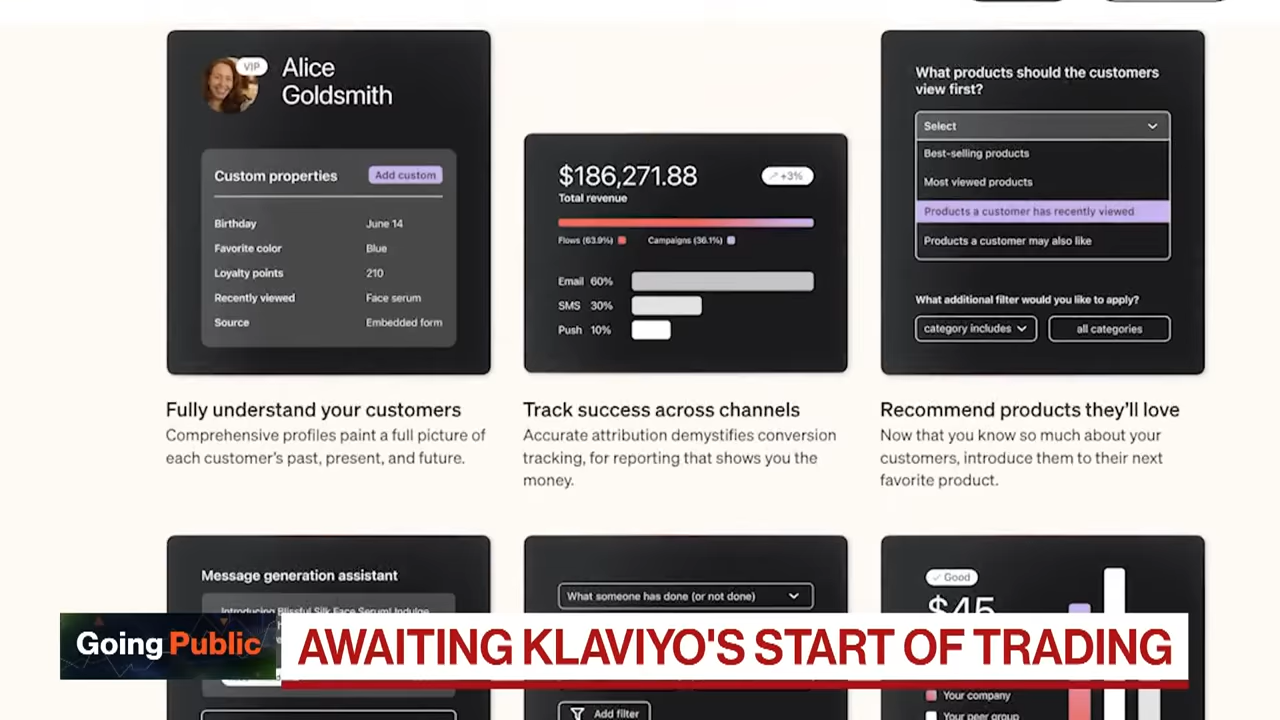 VIP
Alice
Goldsmith
Custom properties
Add custom
Birthday June 14
Favorite color Blue
Loyalty points 210
Recently viewed Face serum
Source Embedded form
Fully understand your customers
Comprehensive profiles paint a full picture of
each customer's past, present, and future.
$186,271.88
+3%
Total revenue
Flows (63.9%) Campaigns (36.1%)
Email 60%
SMS 30%
Push 10%
Track success across channels
Accurate attribution demystifies conversion
tracking, for reporting that shows you the
money.
What products should the customers
view first?
Select
Best-selling products
Most viewed products
Products a customer has recently viewed
Products a customer may also like
What additional filter would you like to apply?
category includes all categories
Recommend products they'll love
Now that you know so much about your
customers, introduce them to their next
favorite product.
Message generation assistant
Introducing Blissful Silk Face Serum! Indulge
What someone has done (or not done)
Add filter
Good
$45
Your company
Your peer group
Going Public
AWAITING KLAVIYO'S START OF TRADING